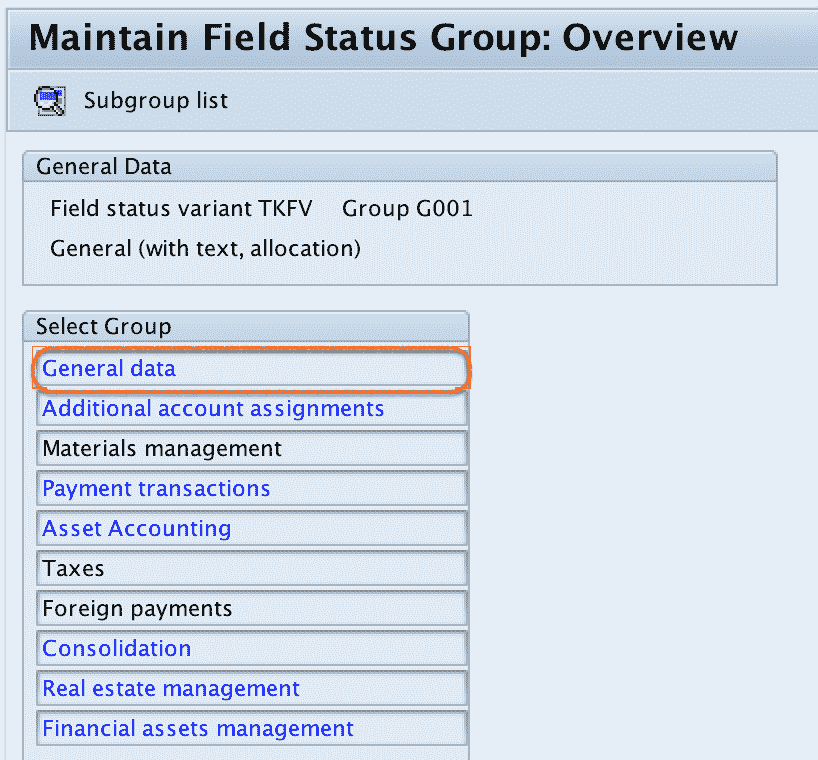 Maintain Field Status Group: Overview
Subgroup list
General Data
Field status variant TKFV Group G001
General (with text, allocation)
Select Group
General data
Additional account assignments
Materials management
Payment transactions
Asset Accounting
Taxes
Foreign payments
Consolidation
Real estate management
Financial assets management